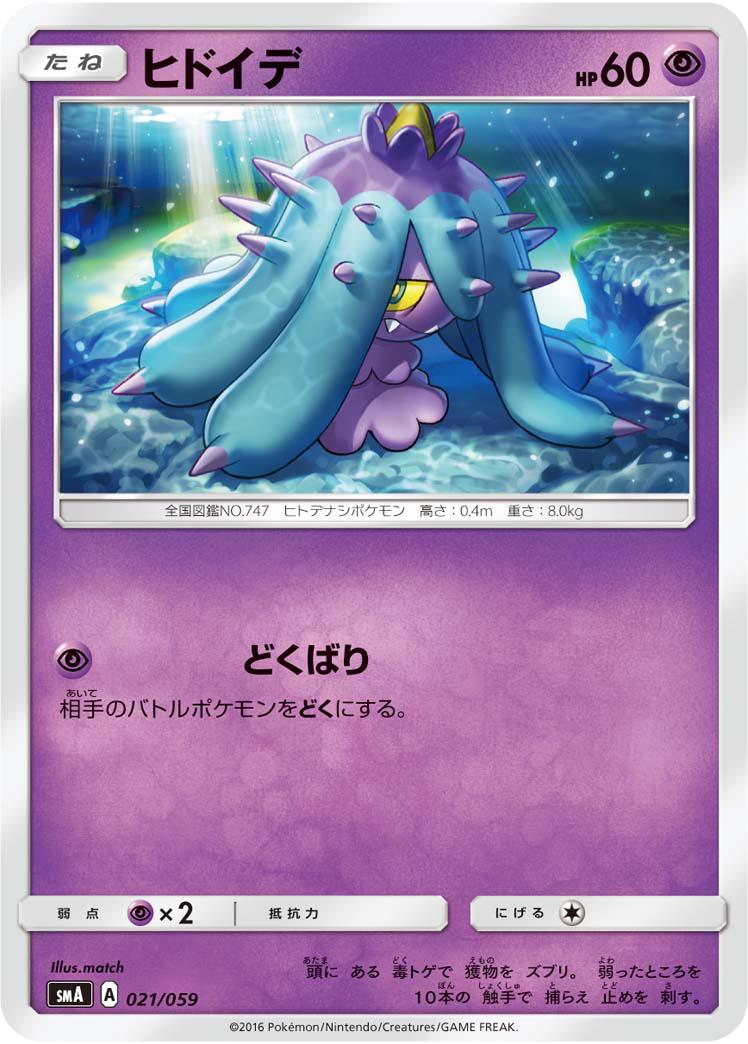 たね ヒドイデ HP60
全国図鑑NO.747 ヒトデナシポケモン 高さ：0.4m 重さ：8.0kg
どくばり
あいて
相手のバトルポケモンをどくにする。
弱点 ×2 抵抗力 にげる
Illus.match
あたま どく えもの よわ
頭に ある 毒トゲで 獲物を ズブリ。 弱ったところを
ぽん しょくしゅ と とど さ
10本の 触手で 捕らえ 止めを 刺す。
SMA A 021/059
©2016 Pokémon/Nintendo/Creatures/GAME FREAK.